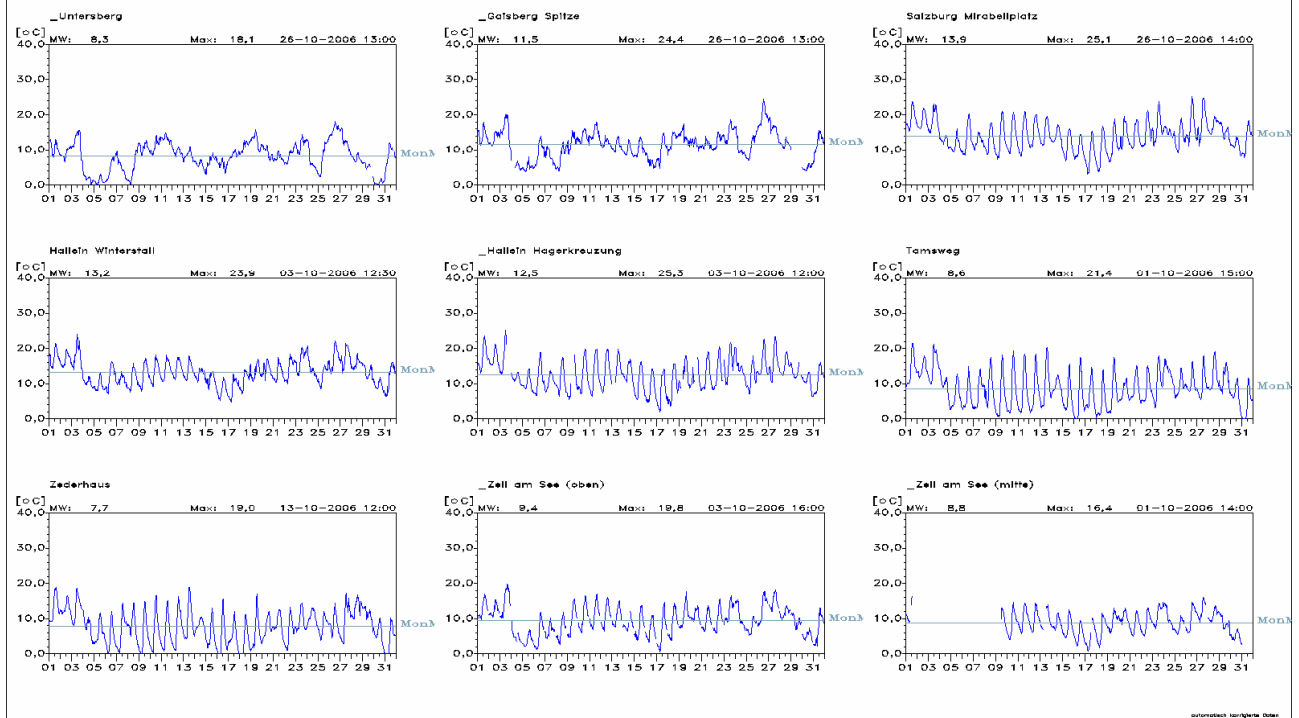 _Untersberg
[°C] MW: 8,3 Max: 18,1 26-10-2006 13:00
40,0
30,0
20,0
10,0
0,0
MonM
01 03 05 07 09 11 13 15 17 19 21 23 25 27 29 31
_Gaisberg Spitze
[°C] MW: 11,5 Max: 24,4 26-10-2006 13:00
40,0
30,0
20,0
10,0
0,0
MonM
01 03 05 07 09 11 13 15 17 19 21 23 25 27 29 31
Salzburg Mirabellplatz
[°C] MW: 13,9 Max: 25,1 26-10-2006 14:00
40,0
30,0
20,0
10,0
0,0
MonM
01 03 05 07 09 11 13 15 17 19 21 23 25 27 29 31
Hallein Winterstall
[°C] MW: 13,2 Max: 23,9 03-10-2006 12:30
40,0
30,0
20,0
10,0
0,0
MonM
01 03 05 07 09 11 13 15 17 19 21 23 25 27 29 31
_Hallein Hagerkreuzung
[°C] MW: 12,5 Max: 25,3 03-10-2006 12:00
40,0
30,0
20,0
10,0
0,0
MonM
01 03 05 07 09 11 13 15 17 19 21 23 25 27 29 31
Tamsweg
[°C] MW: 8,6 Max: 21,4 01-10-2006 15:00
40,0
30,0
20,0
10,0
0,0
MonM
01 03 05 07 09 11 13 15 17 19 21 23 25 27 29 31
Zederhaus
[°C] MW: 7,7 Max: 19,0 13-10-2006 12:00
40,0
30,0
20,0
10,0
0,0
MonM
01 03 05 07 09 11 13 15 17 19 21 23 25 27 29 31
_Zell am See (oben)
[°C] MW: 9,4 Max: 19,8 03-10-2006 16:00
40,0
30,0
20,0
10,0
0,0
MonM
01 03 05 07 09 11 13 15 17 19 21 23 25 27 29 31
_Zell am See (mitte)
[°C] MW: 8,8 Max: 16,4 01-10-2006 14:00
40,0
30,0
20,0
10,0
0,0
MonM
01 03 05 07 09 11 13 15 17 19 21 23 25 27 29 31
automatisch korrigierte Daten